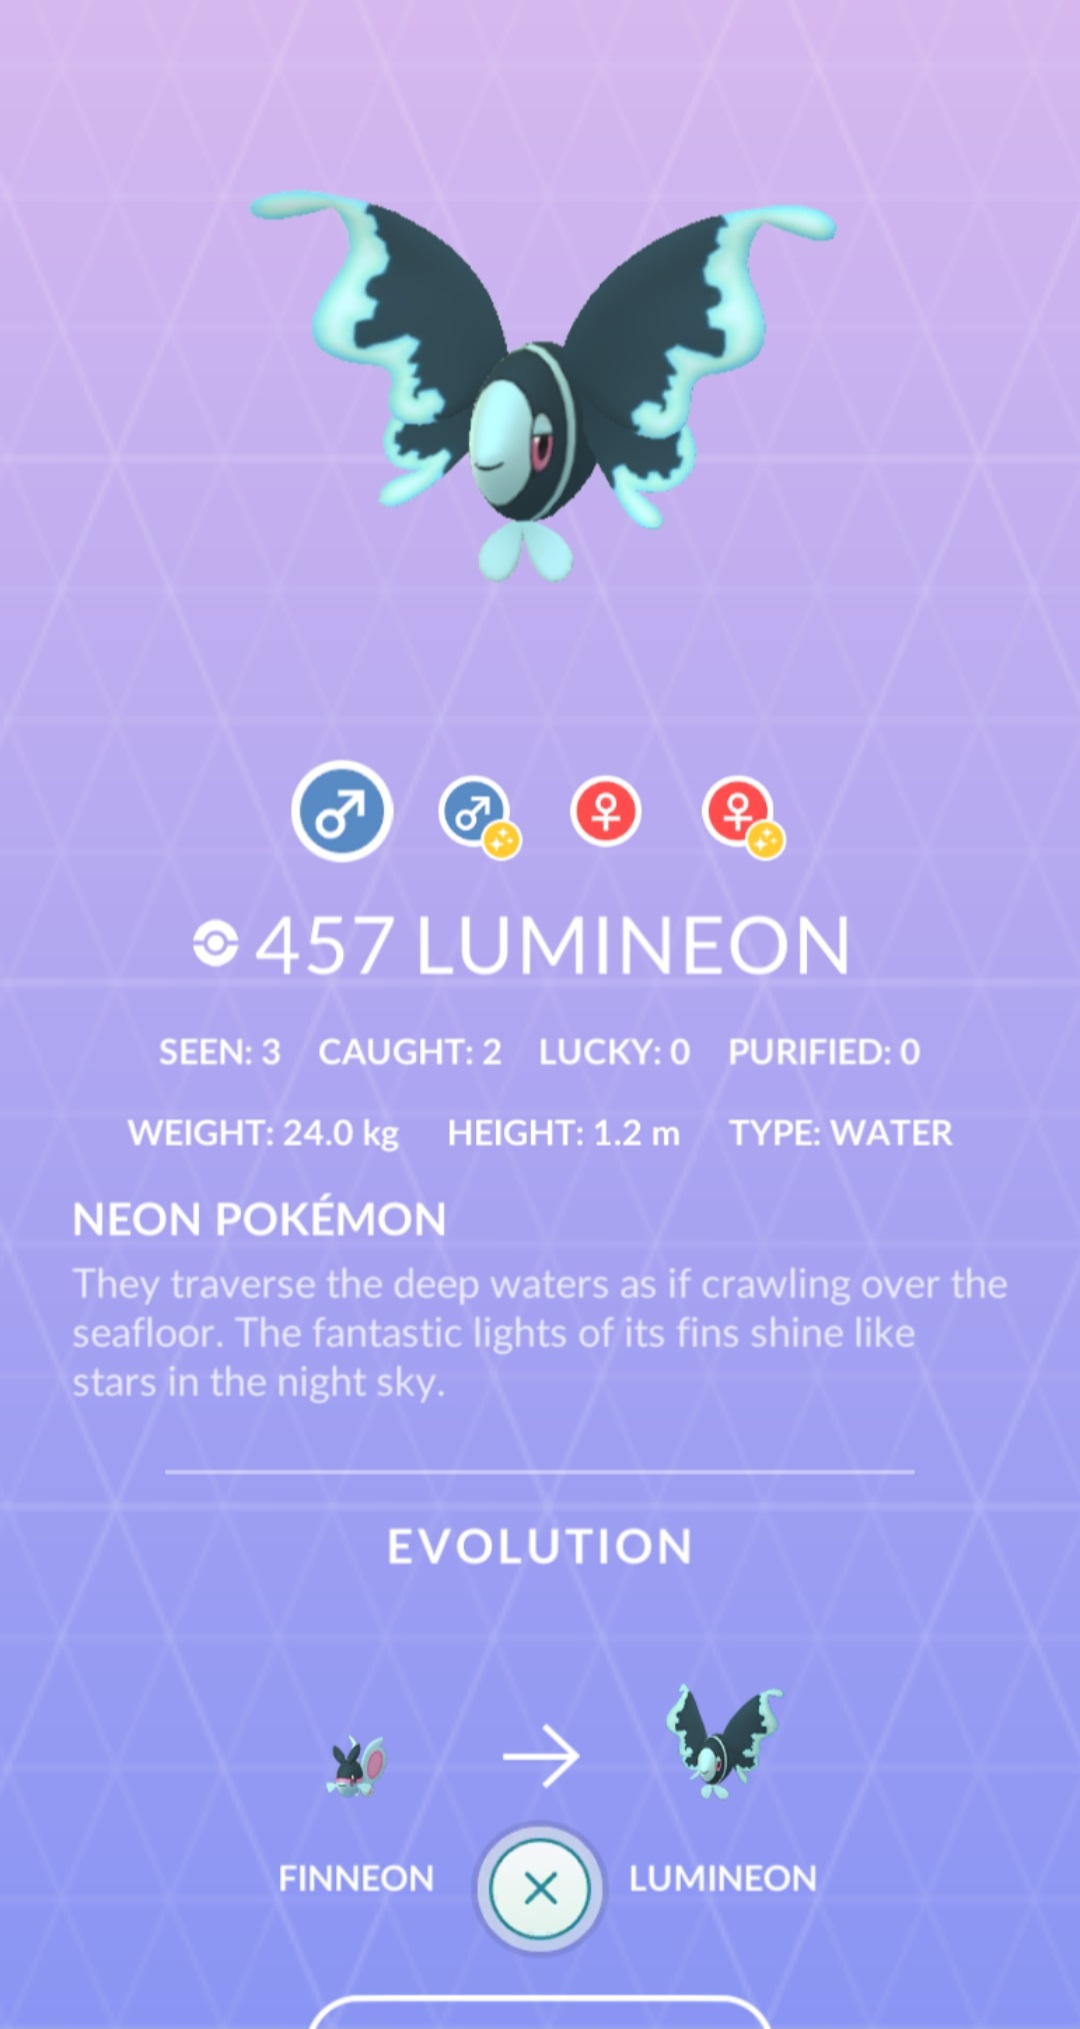 457 LUMINEON
SEEN: 3 CAUGHT: 2 LUCKY: 0 PURIFIED: 0
WEIGHT: 24.0 kg HEIGHT: 1.2 m TYPE: WATER
NEON POKÉMON
They traverse the deep waters as if crawling over the
seafloor. The fantastic lights of its fins shine like
stars in the night sky.
EVOLUTION
FINNEON LUMINEON